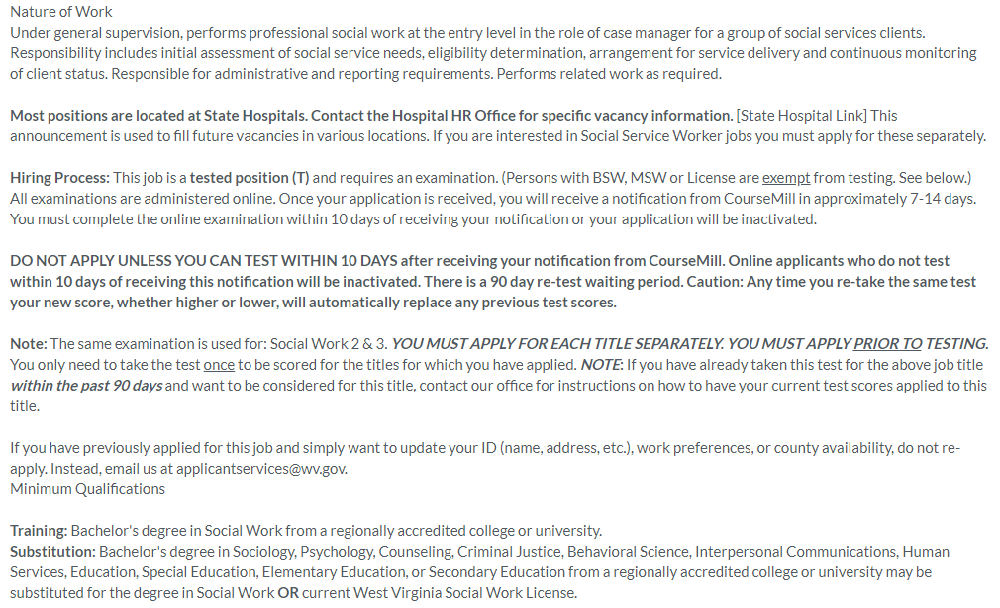 Nature of Work
Under general supervision, performs professional social work at the entry level in the role of case manager for a group of social services clients.
Responsibility includes initial assessment of social service needs, eligibility determination, arrangement for service delivery and continuous monitoring
of client status. Responsible for administrative and reporting requirements. Performs related work as required.
Most positions are located at State Hospitals. Contact the Hospital HR Office for specific vacancy information. [State Hospital Link] This
announcement is used to fill future vacancies in various locations. If you are interested in Social Service Worker jobs you must apply for these separately.
Hiring Process: This job is a tested position (T) and requires an examination. (Persons with BSW, MSW or License are exempt from testing. See below.)
All examinations are administered online. Once your application is received, you will receive a notification from CourseMill in approximately 7-14 days.
You must complete the online examination within 10 days of receiving your notification or your application will be inactivated.
DO NOT APPLY UNLESS YOU CAN TEST WITHIN 10 DAYS after receiving your notification from CourseMill. Online applicants who do not test
within 10 days of receiving this notification will be inactivated. There is a 90 day re-test waiting period. Caution: Any time you re-take the same test
your new score, whether higher or lower, will automatically replace any previous test scores.
Note: The same examination is used for: Social Work 2 & 3. YOU MUST APPLY FOR EACH TITLE SEPARATELY. YOU MUST APPLY PRIOR TO TESTING.
You only need to take the test once to be scored for the titles for which you have applied. NOTE: If you have already taken this test for the above job title
within the past 90 days and want to be considered for this title, contact our office for instructions on how to have your current test scores applied to this
title.
If you have previously applied for this job and simply want to update your ID (name, address, etc.), work preferences, or county availability, do not re-
apply. Instead, email us at applicantservices@wv.gov.
Minimum Qualifications
Training: Bachelor's degree in Social Work from a regionally accredited college or university.
Substitution: Bachelor's degree in Sociology, Psychology, Counseling, Criminal Justice, Behavioral Science, Interpersonal Communications, Human
Services, Education, Special Education, Elementary Education, or Secondary Education from a regionally accredited college or university may be
substituted for the degree in Social Work OR current West Virginia Social Work License.